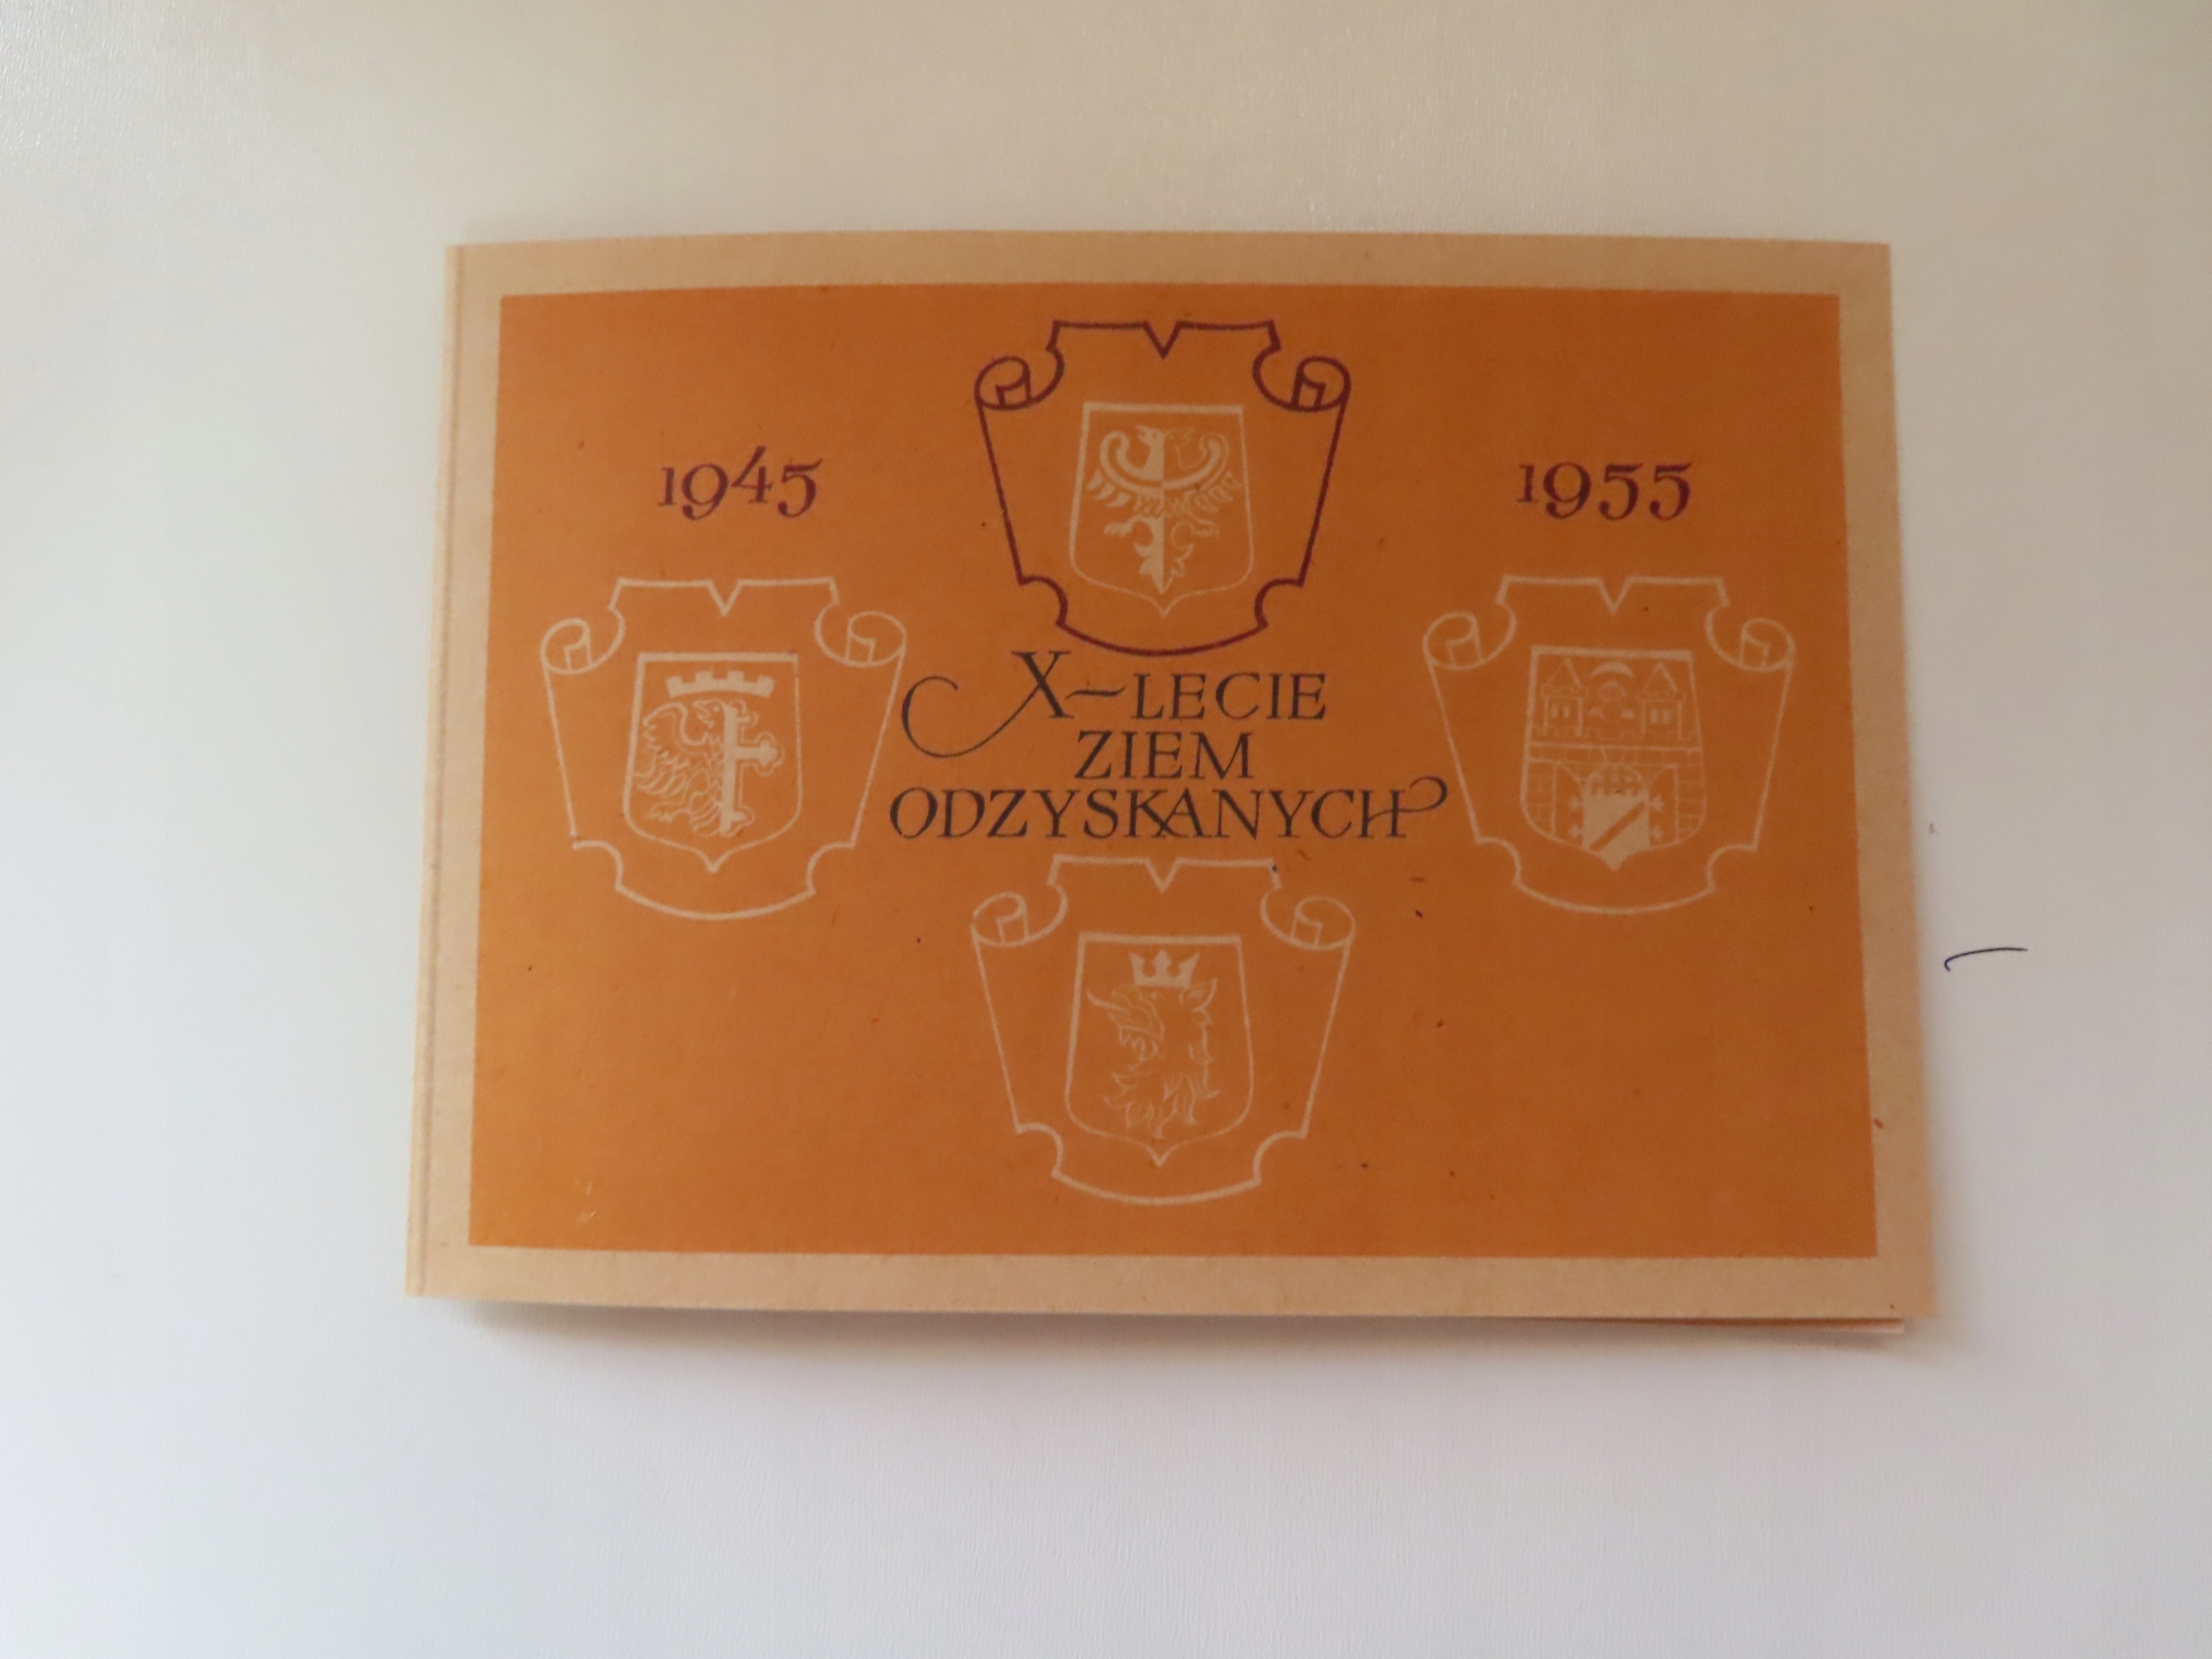 1945
1955
X-LECIE
ZIEM
ODZYSKANYCH